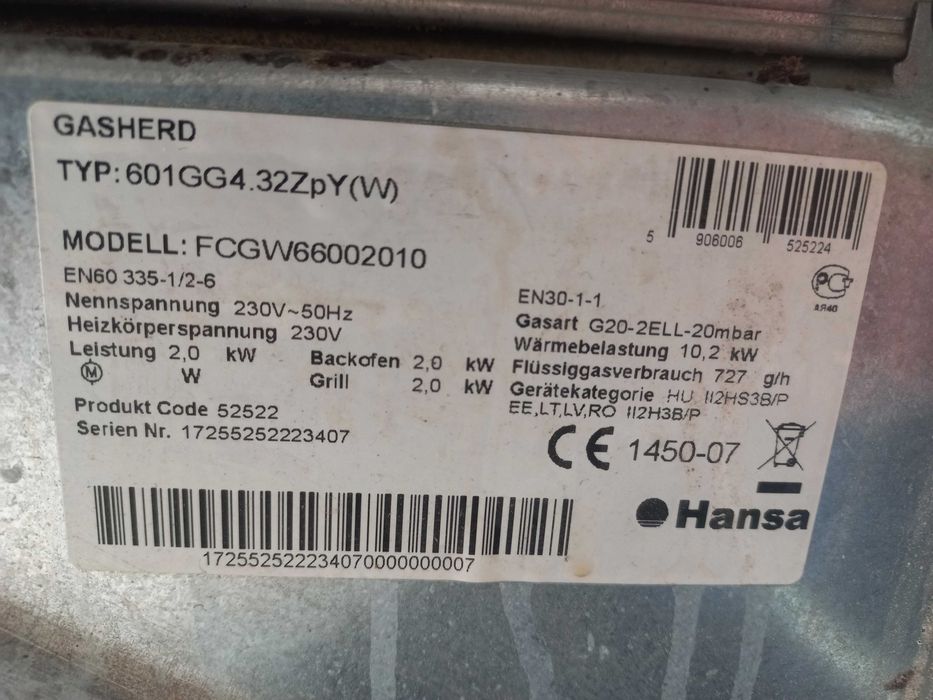 GASHERD
TYP: 601GG4.32ZpY(W)
MODELL: FCGW66002010
EN60 335-1/2-6
Nennspannung 230V~50Hz
Heizkörperspannung 230V
Leistung 2,0 kW
M W
Backofen 2,0 kW
Grill 2,0 kW
Produkt Code 52522
Serien Nr. 17255252223407
172552522234070000000007
5 906006 525224
PC
АЯ40
EN30-1-1
Gasart G20-2ELL-20mbar
Wärmebelastung 10,2 kW
Flüssiggasverbrauch 727 g/h
Gerätekategorie HU II2HS3B/P
EE,LT,LV,RO II2H3B/P
CE 1450-07
Hansa